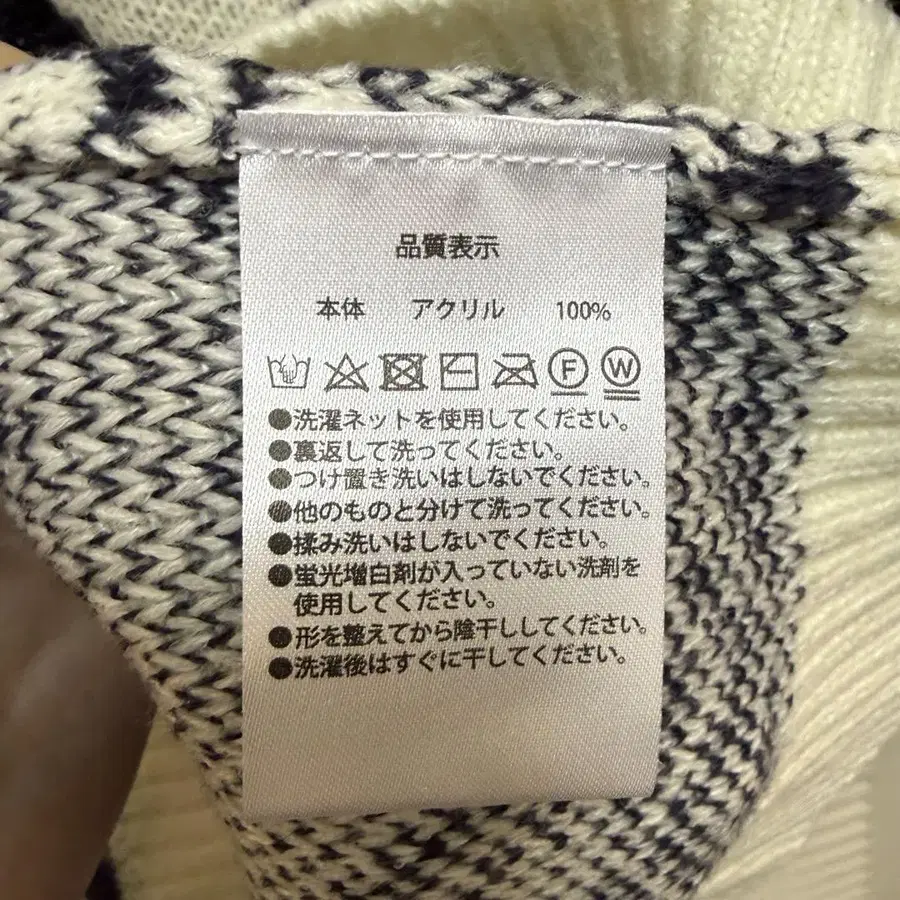 品質表示
本体 アクリル 100%
F W
●洗濯ネットを使用してください。
●裏返して洗ってください。
●つけ置き洗いはしないでください。
●他のものと分けて洗ってください。
●揉み洗いはしないでください。
●蛍光増白剤が入っていない洗剤を
使用してください。
●形を整えてから陰干ししてください。
●洗濯後はすぐに干してください。